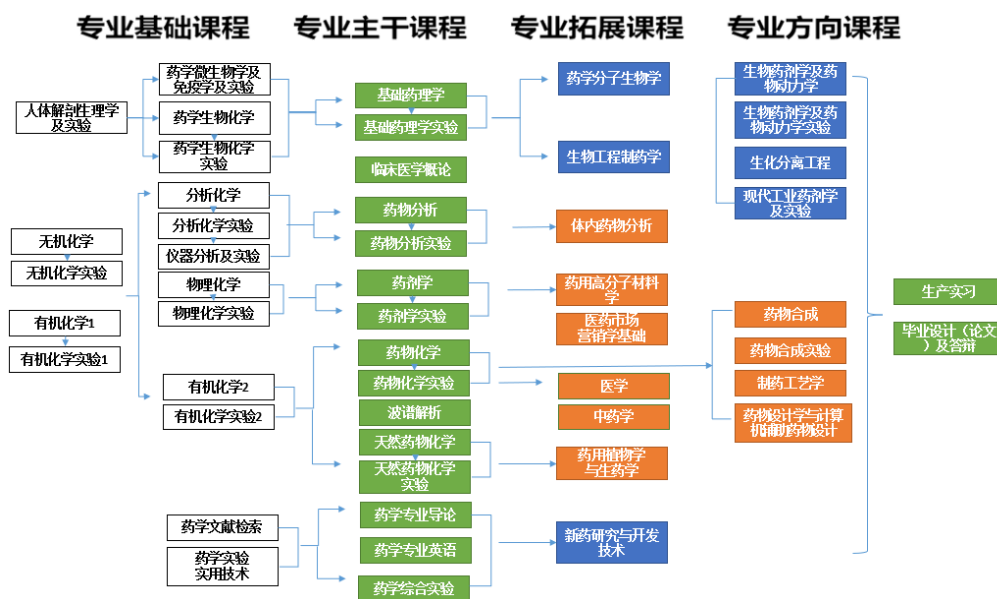 专业基础课程
专业主干课程
专业拓展课程
专业方向课程
人体解剖生理学
及实验
无机化学
无机化学实验
有机化学1
有机化学实验1
药学微生物学及
免疫学及实验
药学生物化学
药学生物化学
实验
分析化学
分析化学实验
仪器分析及实验
物理化学
物理化学实验
有机化学2
有机化学实验2
药学文献检索
药学实验
实用技术
基础药理学
基础药理学实验
临床医学概论
药物分析
药物分析实验
药剂学
药剂学实验
药物化学
药物化学实验
波谱解析
天然药物化学
天然药物化学
实验
药学专业导论
药学专业英语
药学综合实验
药学分子生物学
生物工程制药学
体内药物分析
药用高分子材料
学
医药市场
营销学基础
医学
中药学
药用植物学
与生药学
新药研究与开发
技术
生物药剂学及药
物动力学
生物药剂学及药
物动力学实验
生化分离工程
现代工业药剂学
及实验
药物合成
药物合成实验
制药工艺学
药物设计学与计算
机辅助药物设计
生产实习
毕业设计（论文
）及答辩